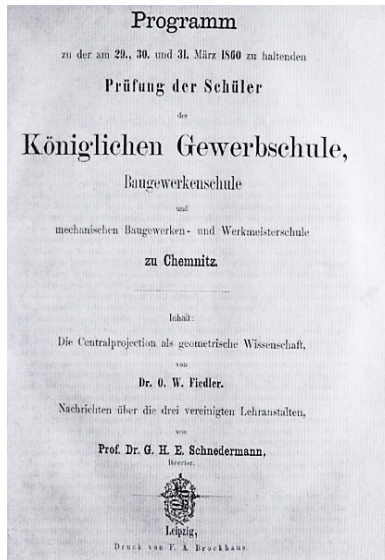 Programm
zu der am 29., 30. und 31. März 1860 zu haltenden
Prüfung der Schüler
der
Königlichen Gewerbschule,
Baugewerkenschule
und
mechanischen Baugewerken- und Werkmeisterschule
zu Chemnitz.
Inhalt:
Die Centralprojection als geometrische Wissenschaft,
von
Dr. O. W. Fiedler.
Nachrichten über die drei vereinigten Lehranstalten,
von
Prof. Dr. G. H. E. Schnedermann,
Director.
Leipzig,
Druck von F. A. Brockhaus.